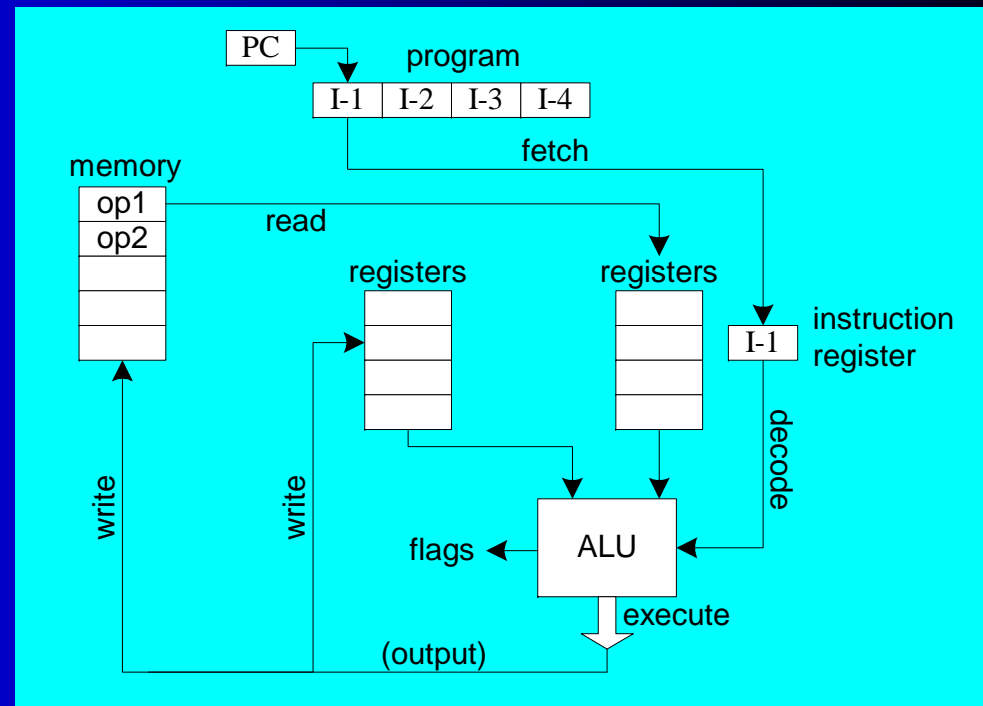 PC
program
I-1 I-2 I-3 I-4
fetch
memory
op1
read
op2
registers
registers
instruction
register
I-1
decode
write
write
flags
ALU
execute
(output)